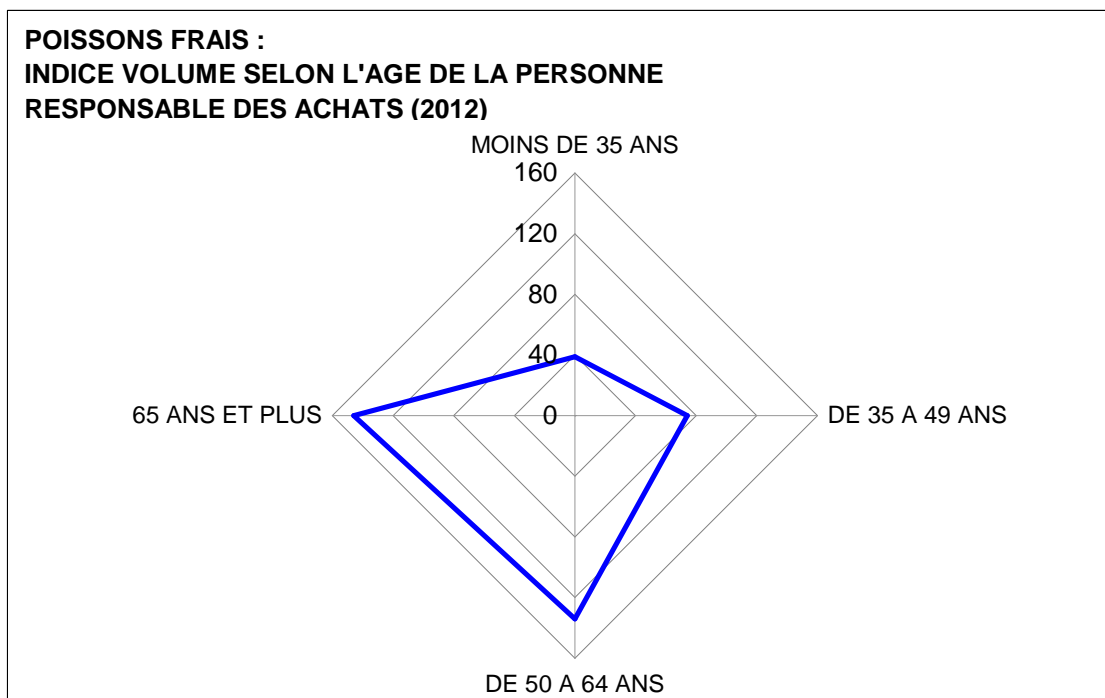 POISSONS FRAIS :
INDICE VOLUME SELON L'AGE DE LA PERSONNE
RESPONSABLE DES ACHATS (2012)
MOINS DE 35 ANS
160
120
80
40
65 ANS ET PLUS
0
DE 35 A 49 ANS
DE 50 A 64 ANS